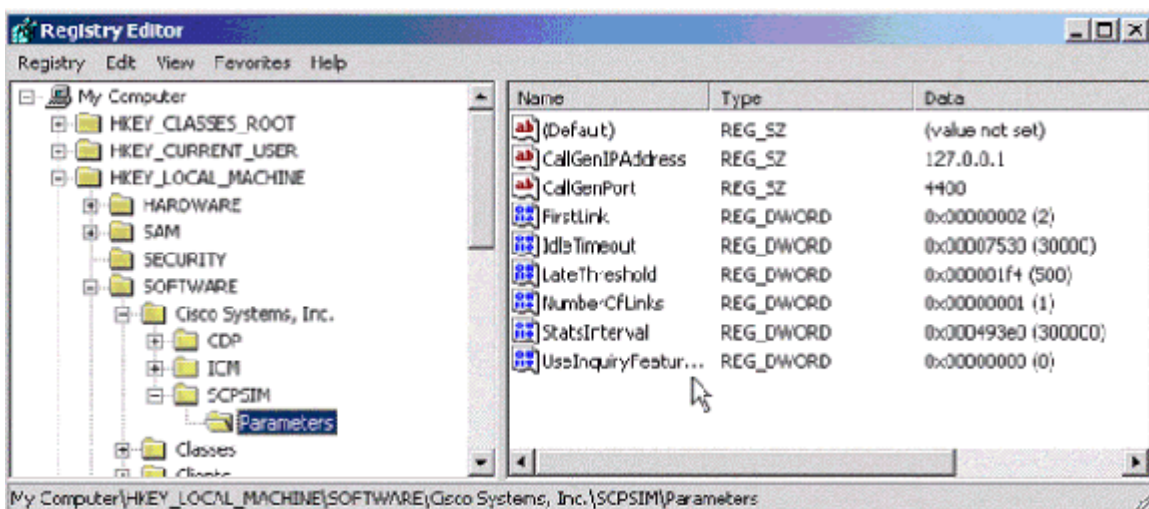 Registry Editor
Registry Edit View Favorites Help
My Computer
HKEY_CLASSES_ROOT
HKEY_CURRENT_USER
HKEY_LOCAL_MACHINE
HARDWARE
SAM
SECURITY
SOFTWARE
Cisco Systems, Inc.
CDP
ICM
SCPSIM
Parameters
Classes
Clients
Name Type Data
(Default) REG_SZ (value not set)
CallGenIPAddress REG_SZ 127.0.0.1
CallGenPort REG_SZ 4400
FirstLink REG_DWORD 0x00000002 (2)
IdleTimeout REG_DWORD 0x00007530 (30000)
LateThreshold REG_DWORD 0x000001f4 (500)
NumberOfLinks REG_DWORD 0x00000001 (1)
StatsInterval REG_DWORD 0x000493e0 (300000)
UseInquiryFeatur... REG_DWORD 0x00000000 (0)
My Computer\HKEY_LOCAL_MACHINE\SOFTWARE\Cisco Systems, Inc.\SCPSIM\Parameters